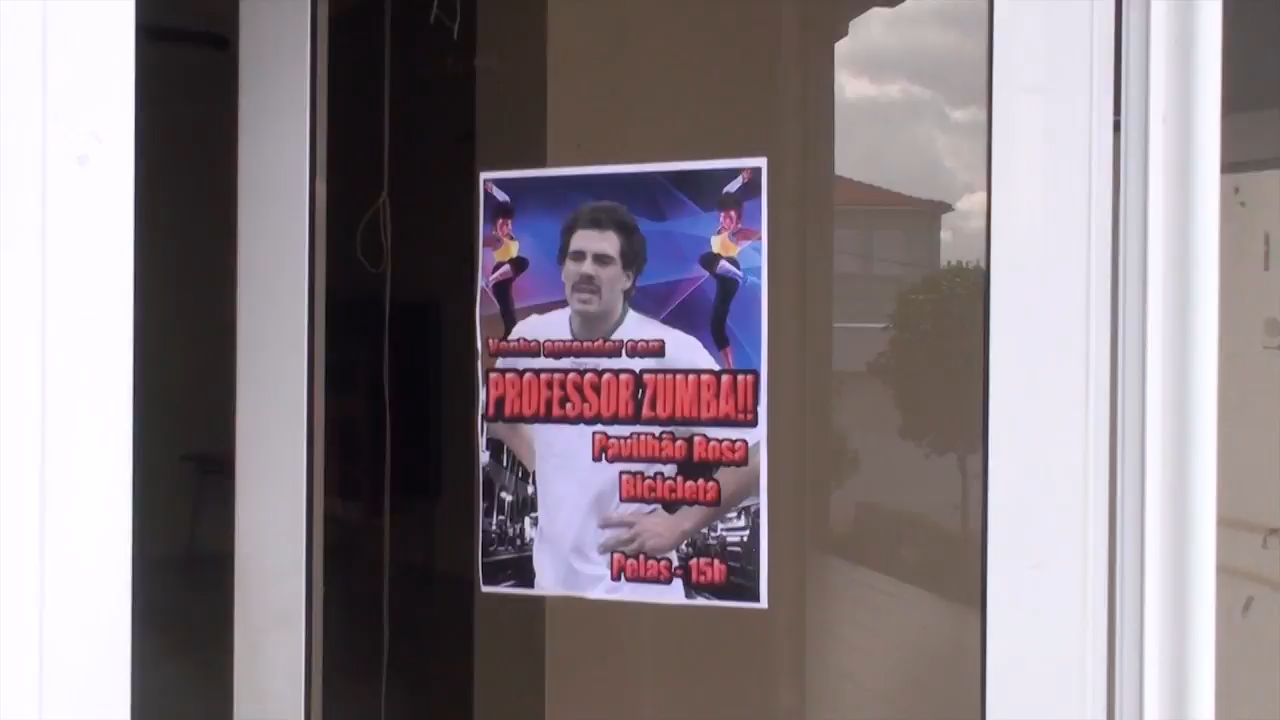 Venha aprender com
PROFESSOR ZUMBA!!
Pavilhão Rosa
Bicicleta
Pelas - 15h